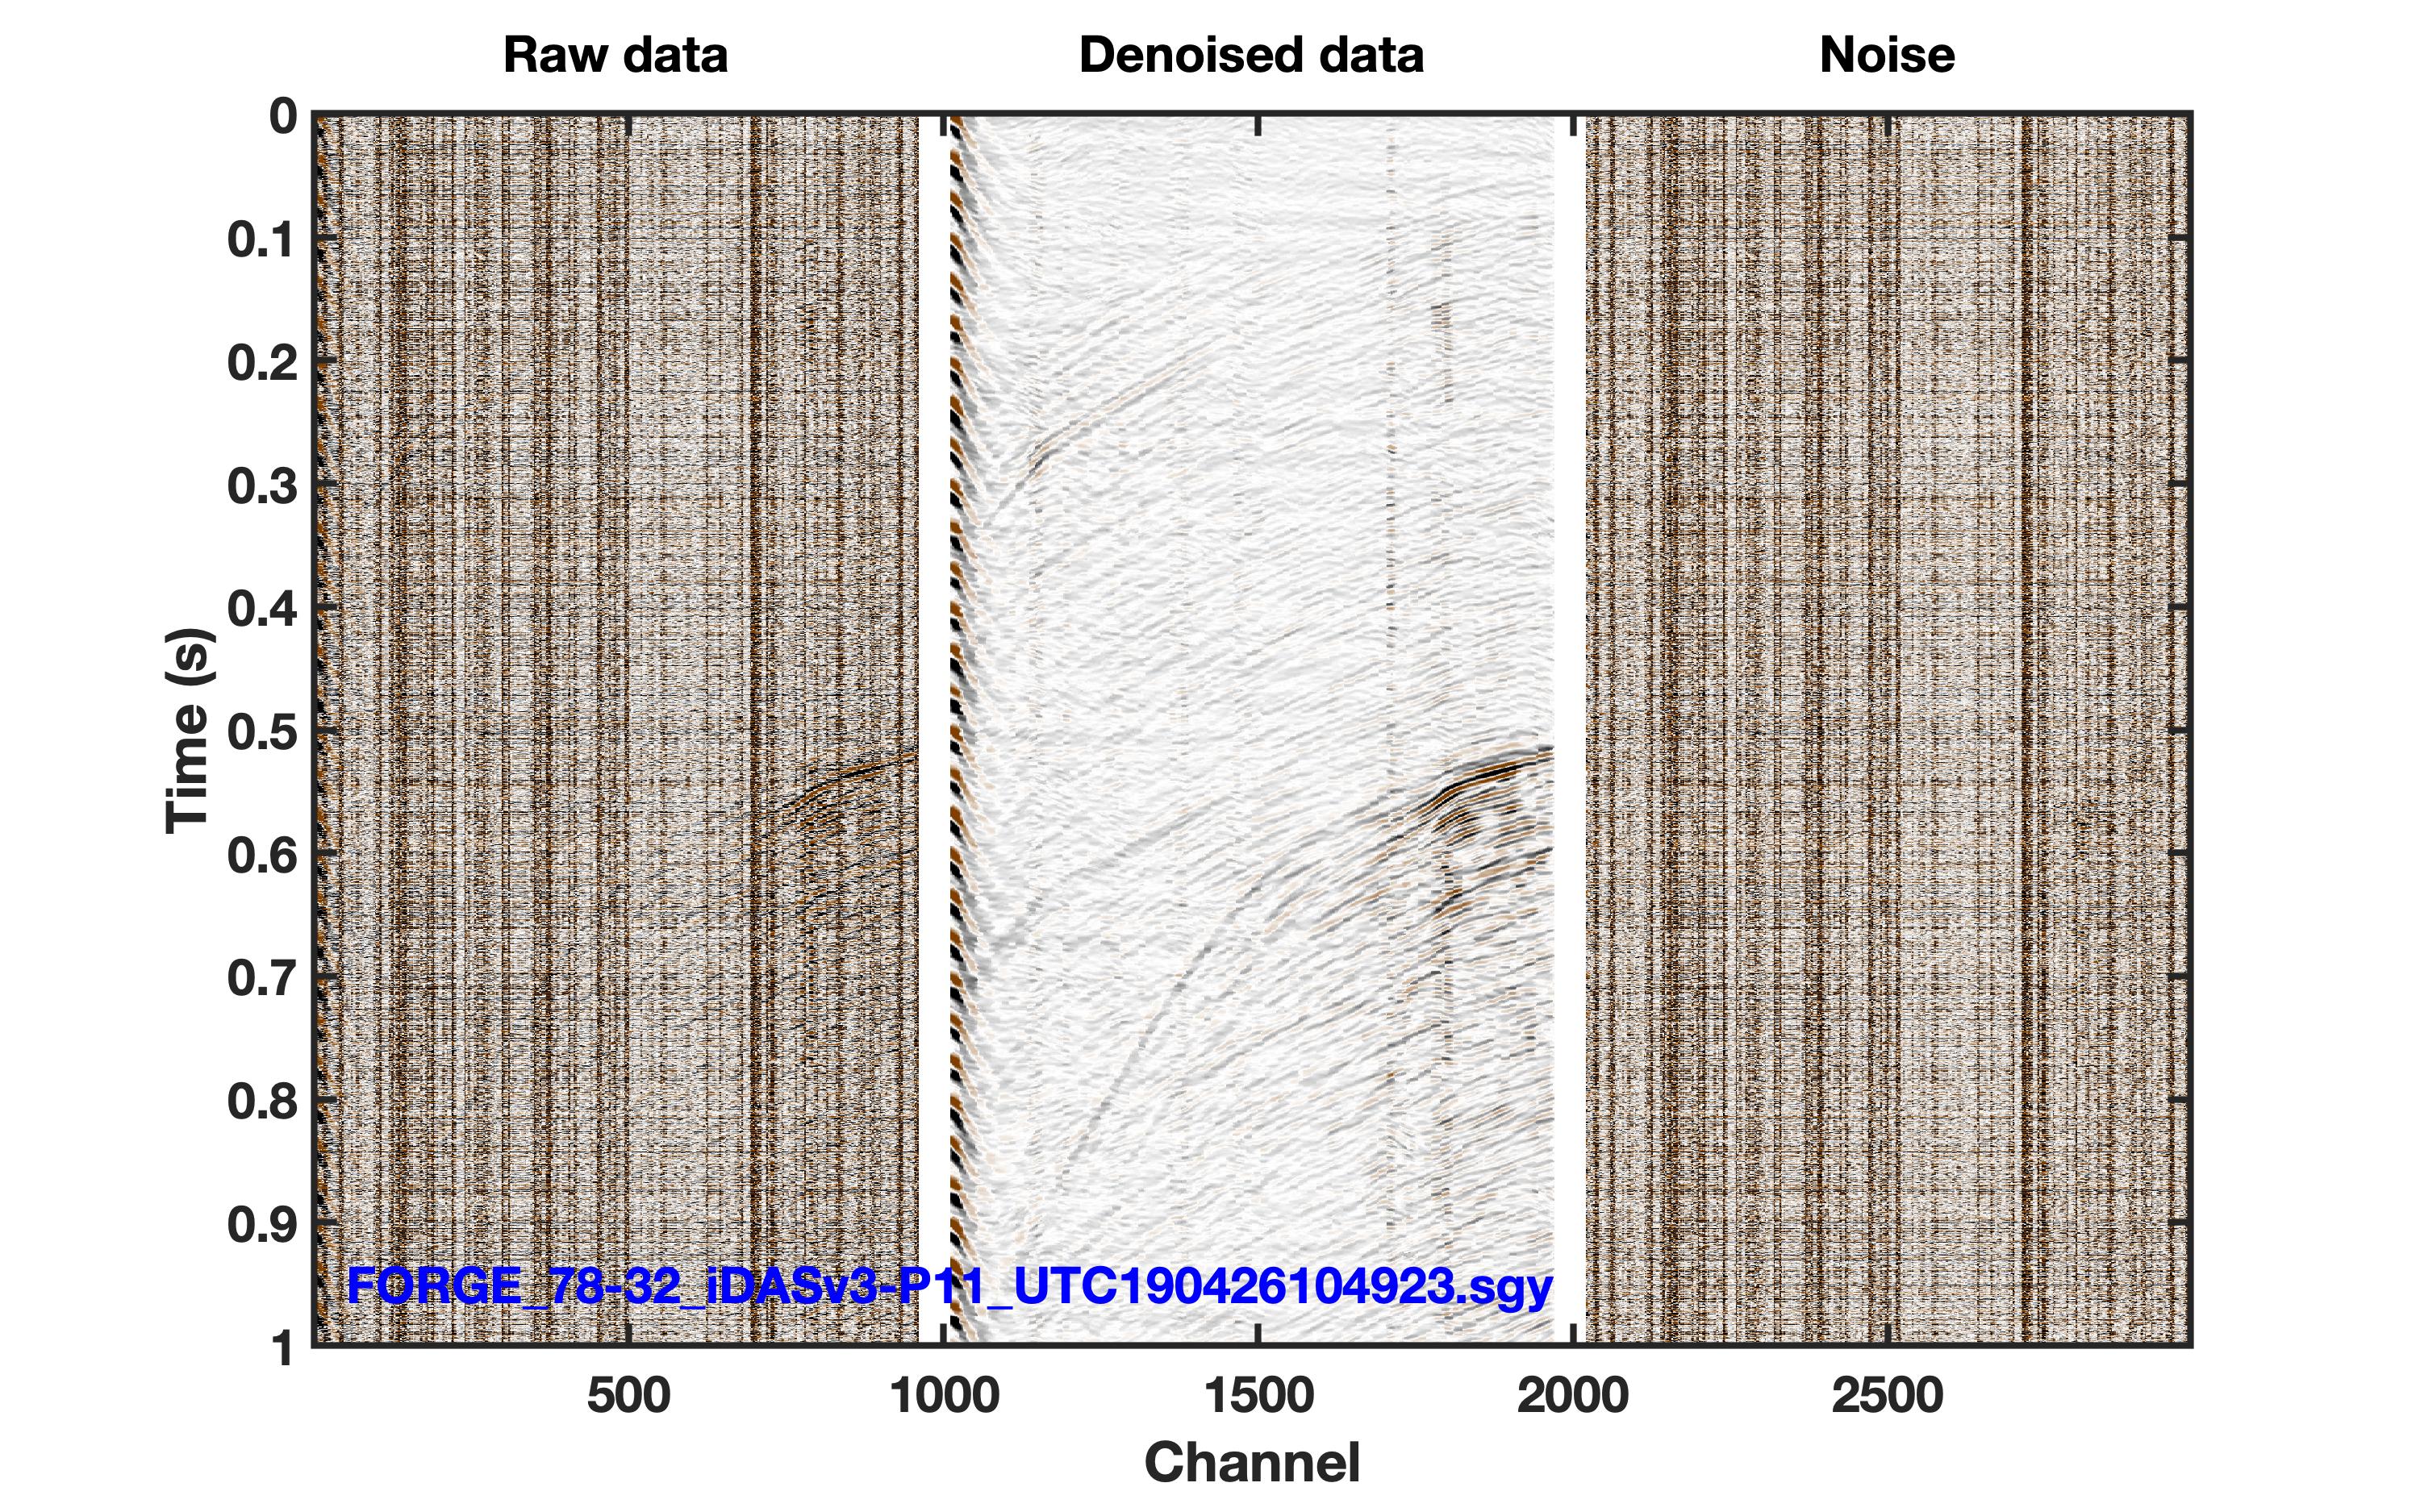 Raw data
Denoised data
Noise
0
0.1
0.2
0.3
0.4
0.5
0.6
0.7
0.8
0.9
1
Time (s)
FORGE_78-32_iDASv3-P11_UTC190426104923.sgy
500
1000
1500
2000
2500
Channel